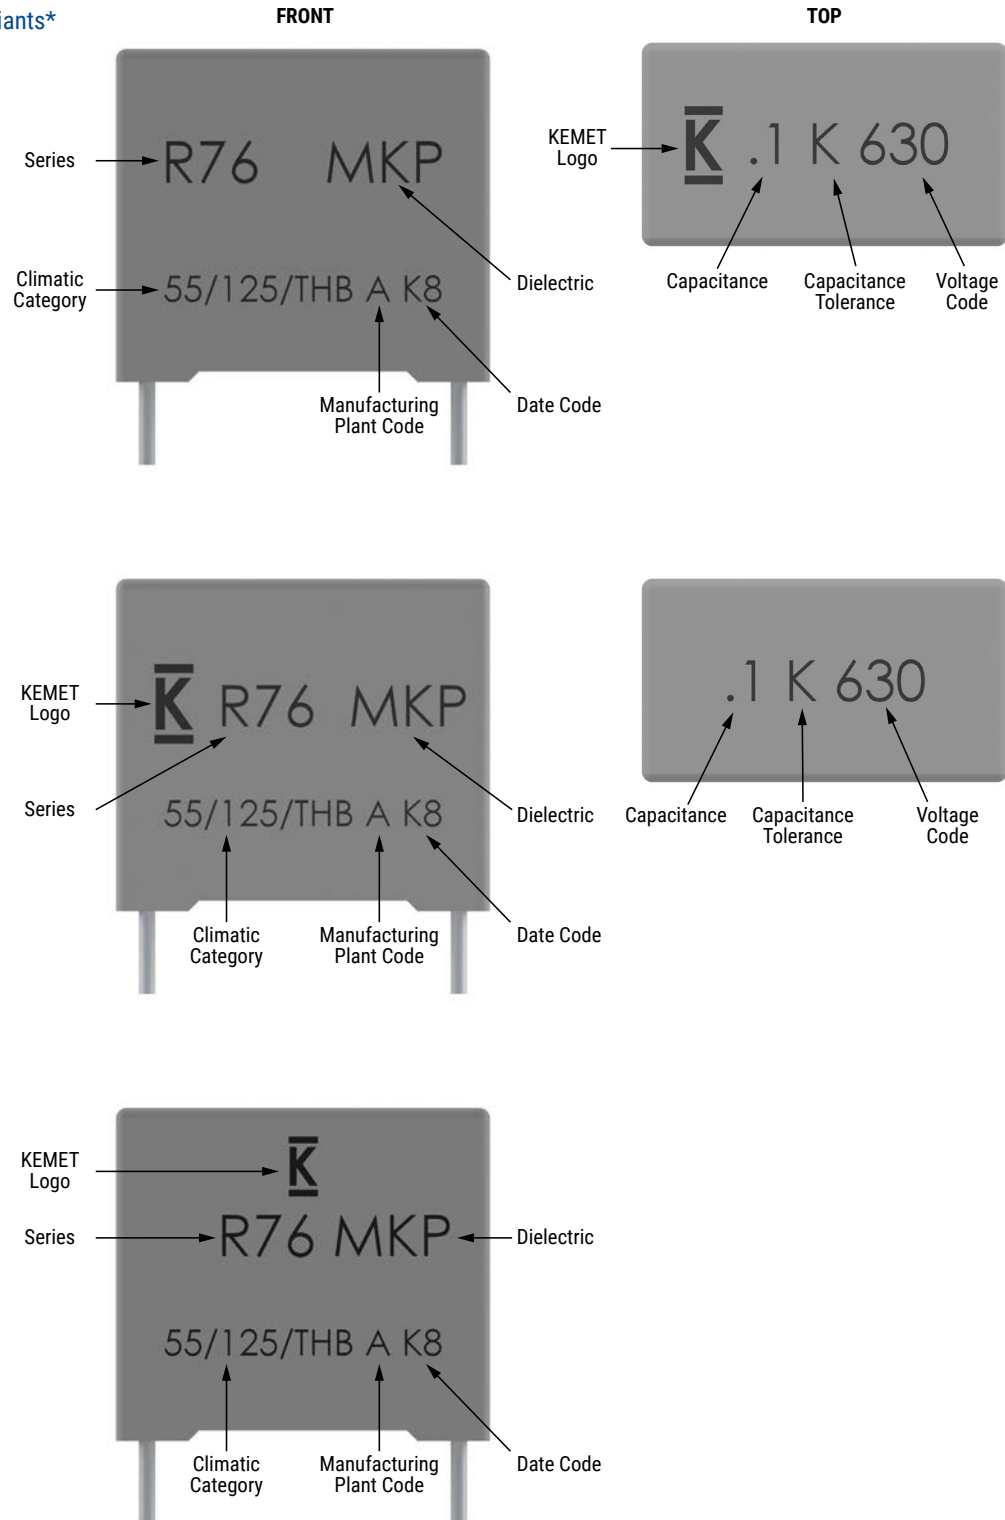 iants*
FRONT
TOP
Series
R76 MKP
Climatic
Category
55/125/THB A K8
Dielectric
Manufacturing
Plant Code
Date Code
KEMET
Logo
K .1 K 630
Capacitance
Capacitance
Tolerance
Voltage
Code
KEMET
Logo
K R76 MKP
Series
55/125/THB A K8
Dielectric
Climatic
Category
Manufacturing
Plant Code
Date Code
.1 K 630
Capacitance
Capacitance
Tolerance
Voltage
Code
KEMET
Logo
K
Series
R76 MKP
Dielectric
55/125/THB A K8
Climatic
Category
Manufacturing
Plant Code
Date Code